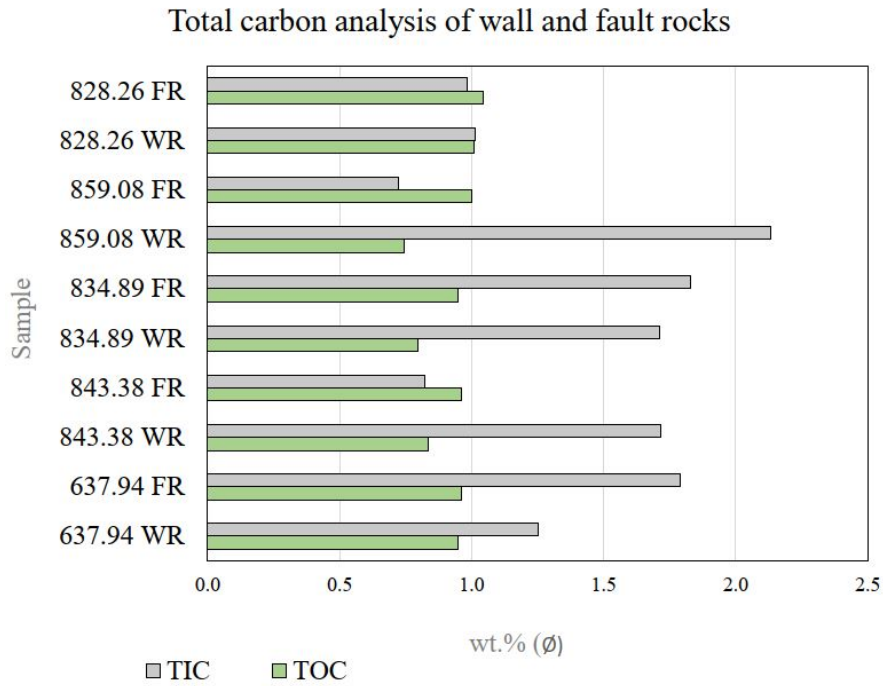 Total carbon analysis of wall and fault rocks
828.26 FR
828.26 WR
859.08 FR
859.08 WR
834.89 FR
834.89 WR
843.38 FR
843.38 WR
637.94 FR
637.94 WR
Sample
0.0 0.5 1.0 1.5 2.0 2.5
wt.% (Ø)
TIC TOC